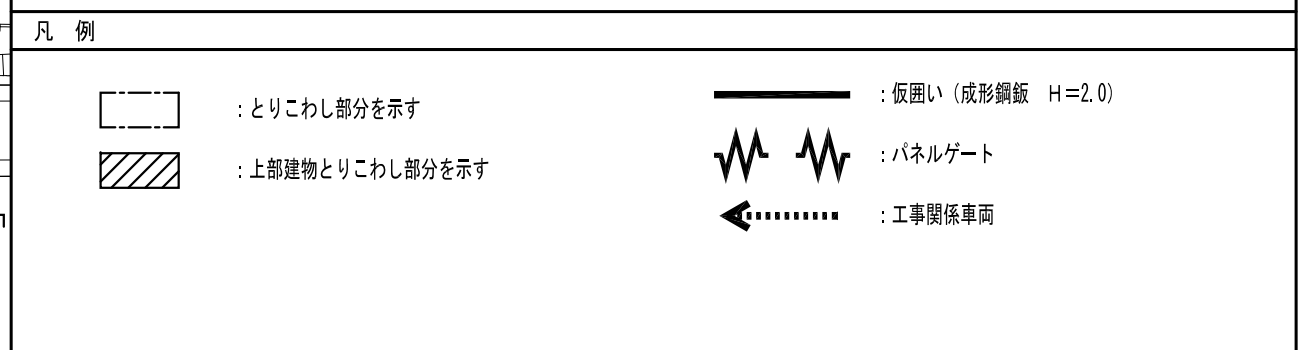 凡 例
：とりこわし部分を示す
：上部建物とりこわし部分を示す
：仮囲い（成形鋼鈑　Ｈ＝2.0）
：パネルゲート
：工事関係車両